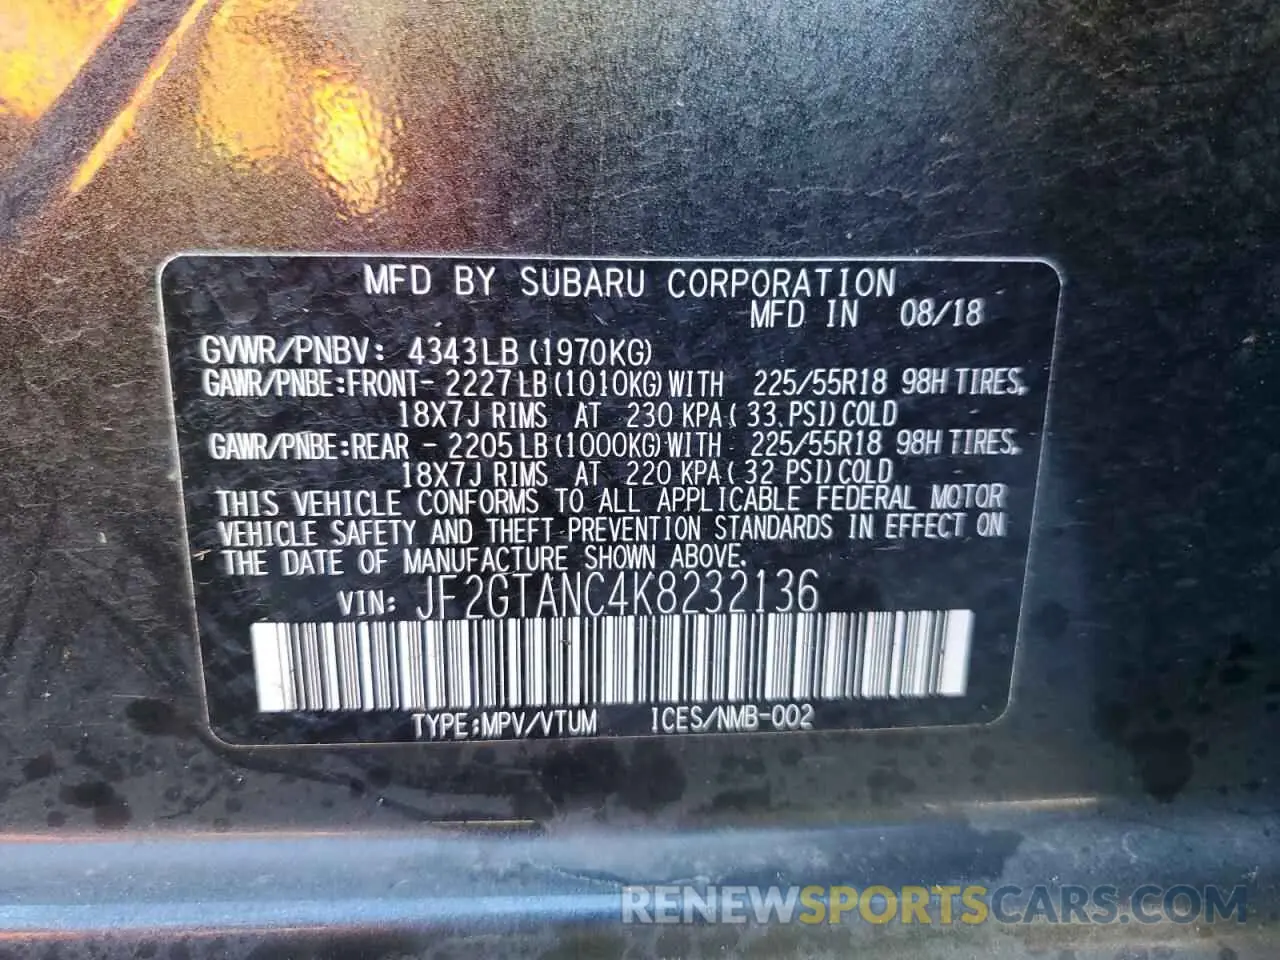 MFD BY SUBARU CORPORATION
MFD IN 08/18
GVWR/PNBV: 4343LB (1970KG)
GAWR/PNBE:FRONT- 2227LB(1010KG)WITH 225/55R18 98H TIRES,
18X7J RIMS AT 230 KPA( 33 PSI)COLD
GAWR/PNBE:REAR - 2205LB(1000KG)WITH 225/55R18 98H TIRES,
18X7J RIMS AT 220 KPA( 32 PSI)COLD
THIS VEHICLE CONFORMS TO ALL APPLICABLE FEDERAL MOTOR
VEHICLE SAFETY AND THEFT PREVENTION STANDARDS IN EFFECT ON
THE DATE OF MANUFACTURE SHOWN ABOVE.
VIN: JF2GTANC4K8232136
TYPE:MPV/VTUM ICES/NMB-002
RENEWSPORTSCARS.COM